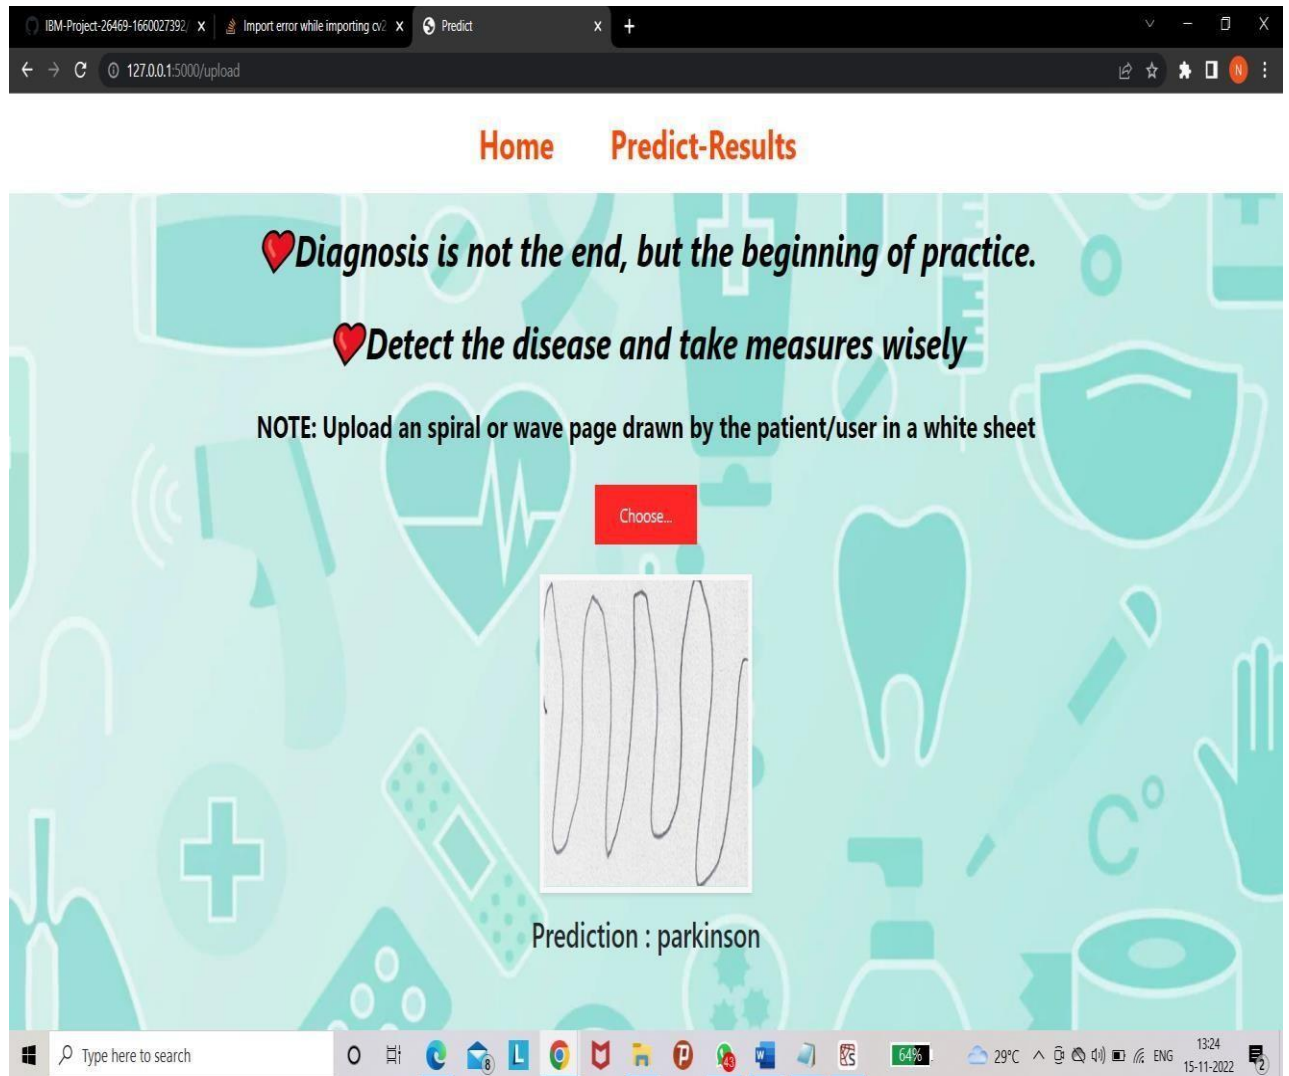 IBM-Project-26469-1660027392/
Import error while importing cv2
Predict
127.0.0.1:5000/upload
N
Home Predict-Results
Diagnosis is not the end, but the beginning of practice.
Detect the disease and take measures wisely
NOTE: Upload an spiral or wave page drawn by the patient/user in a white sheet
Choose...
C°
Prediction : parkinson
Type here to search
8
L
43
64%
29°C
ENG
13:24
15-11-2022
2